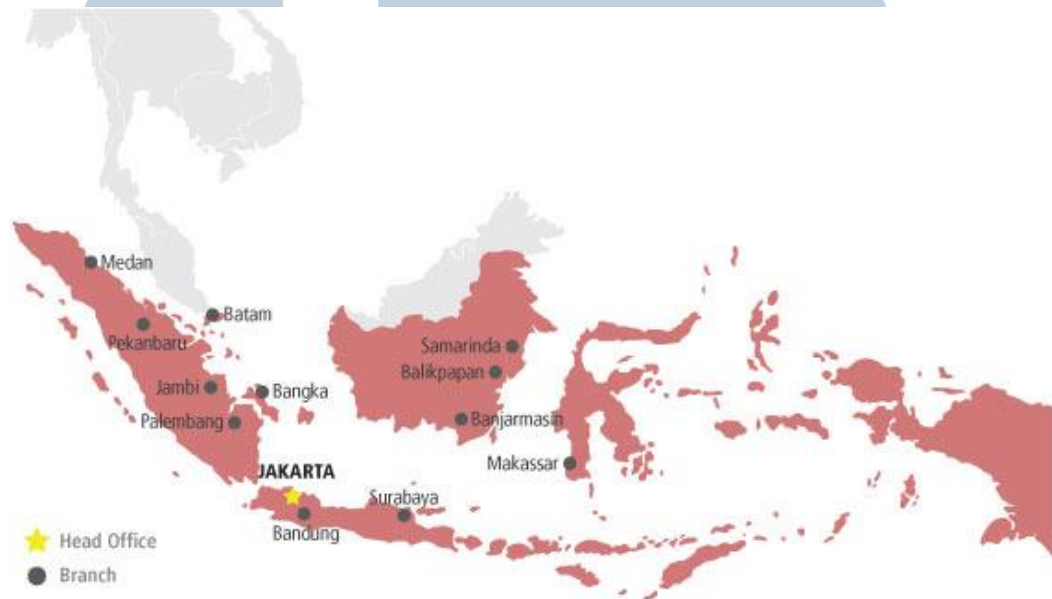 Medan
Batam
Pekanbaru
Samarinda
Balikpapan
Jambi
Bangka
Palembang
Banjarmasin
Makassar
JAKARTA
Surabaya
Bandung
Head Office
Branch